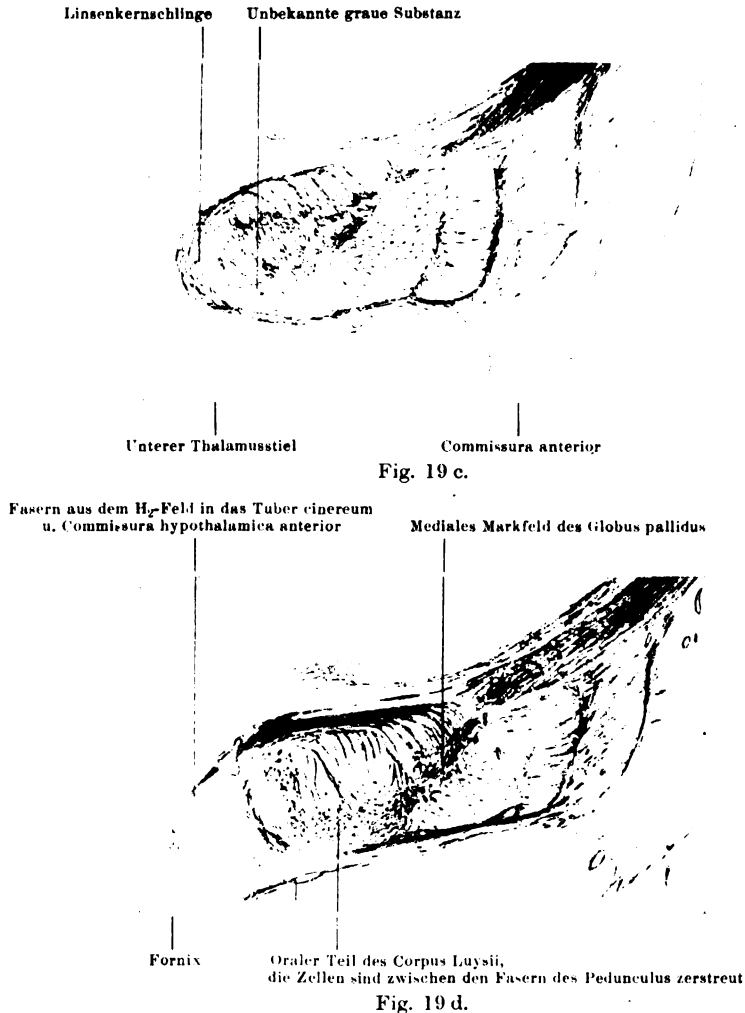 Linsenkernschlinge Unbekannte graue Substanz
Unterer Thalamusstiel Commissura anterior
Fig. 19 c.
Fasern aus dem H₂-Feld in das Tuber cinereum
u. Commissura hypothalamica anterior Mediales Markfeld des Globus pallidus
Fornix Oraler Teil des Corpus Luysii,
die Zellen sind zwischen den Fasern des Pedunculus zerstreut
Fig. 19 d.